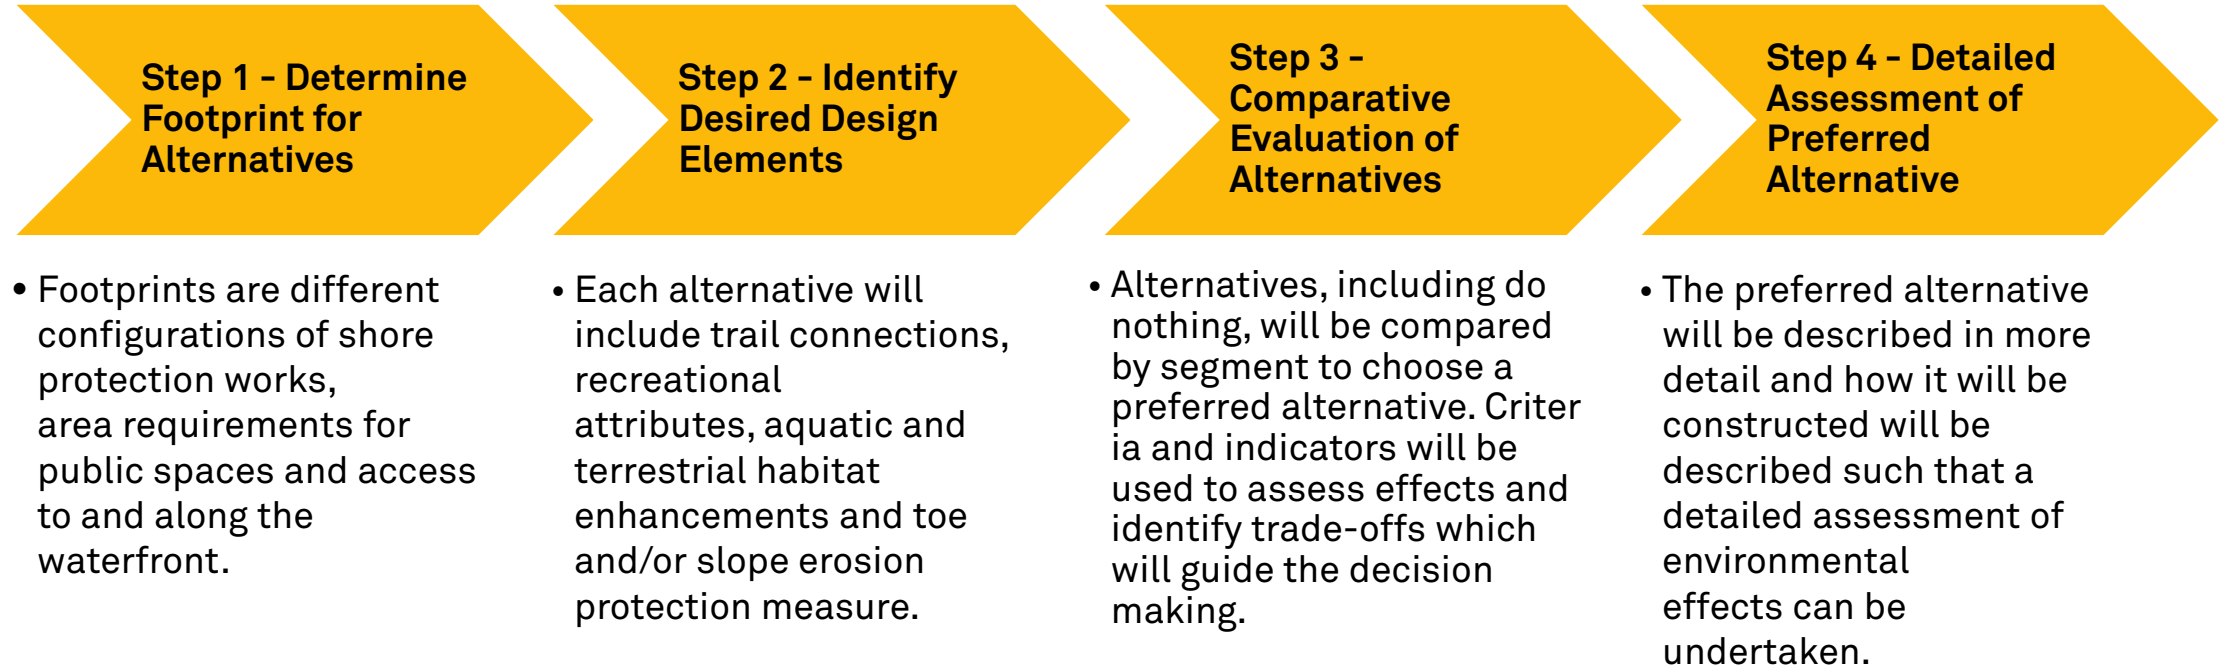 Step 1 - Determine
Footprint for
Alternatives
• Footprints are different
configurations of shore
protection works,
area requirements for
public spaces and access
to and along the
waterfront.
Step 2 - Identify
Desired Design
Elements
• Each alternative will
include trail connections,
recreational
attributes, aquatic and
terrestrial habitat
enhancements and toe
and/or slope erosion
protection measure.
Step 3 -
Comparative
Evaluation of
Alternatives
• Alternatives, including do
nothing, will be compared
by segment to choose a
preferred alternative. Criter
ia and indicators will be
used to assess effects and
identify trade-offs which
will guide the decision
making.
Step 4 - Detailed
Assessment of
Preferred
Alternative
• The preferred alternative
will be described in more
detail and how it will be
constructed will be
described such that a
detailed assessment of
environmental
effects can be
undertaken.